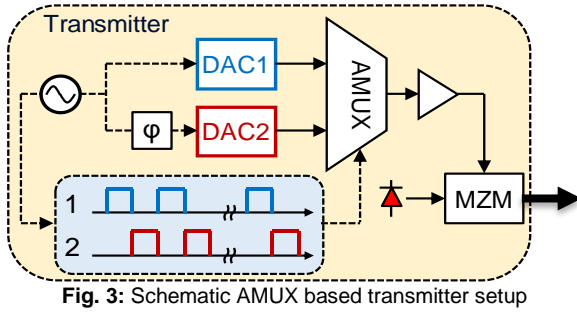 Transmitter
DAC1
φ
DAC2
AMUX
1
2
MZM
Fig. 3: Schematic AMUX based transmitter setup